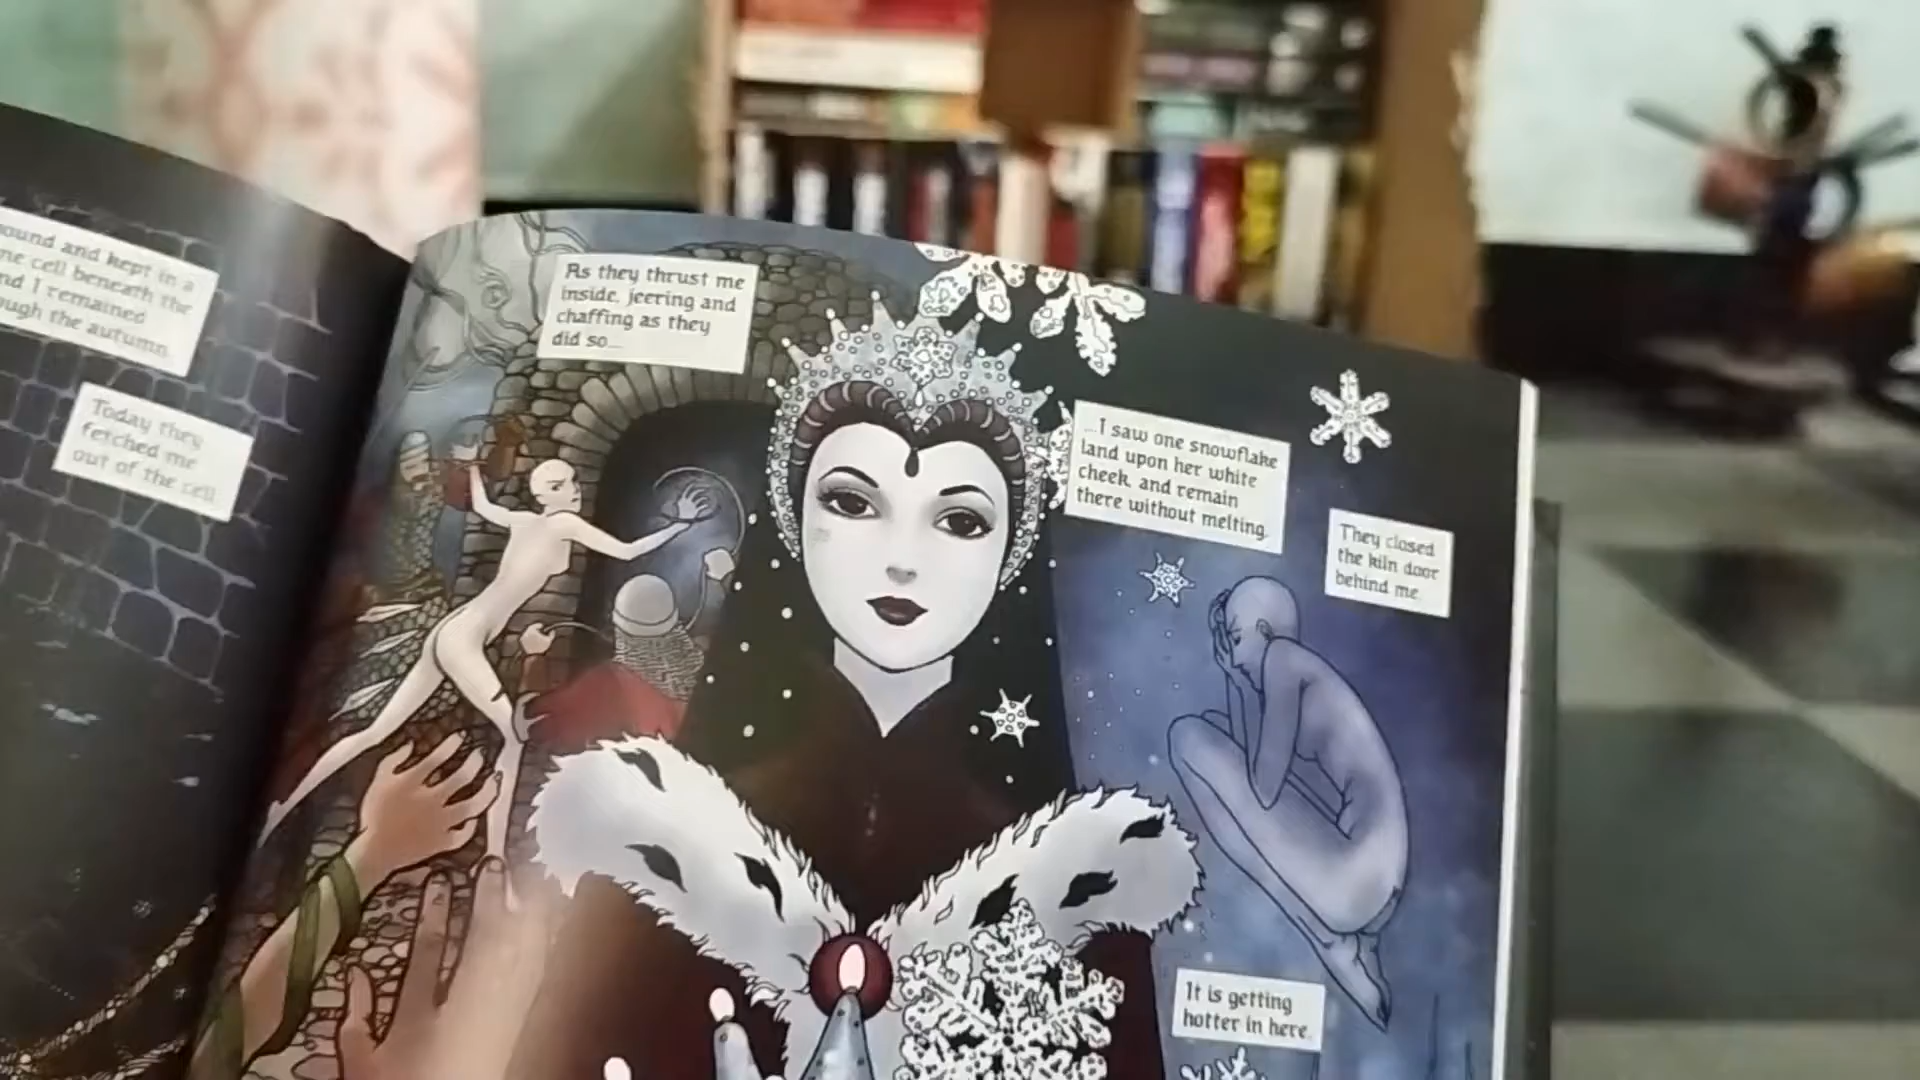 ound and kept in a
ne cell beneath the
nd I remained
ough the autumn.
Today they
fetched me
out of the cell
As they thrust me
inside, jeering and
chaffing as they
did so...
...I saw one snowflake
land upon her white
cheek, and remain
there without melting.
They closed
the kiln door
behind me.
It is getting
hotter in here.